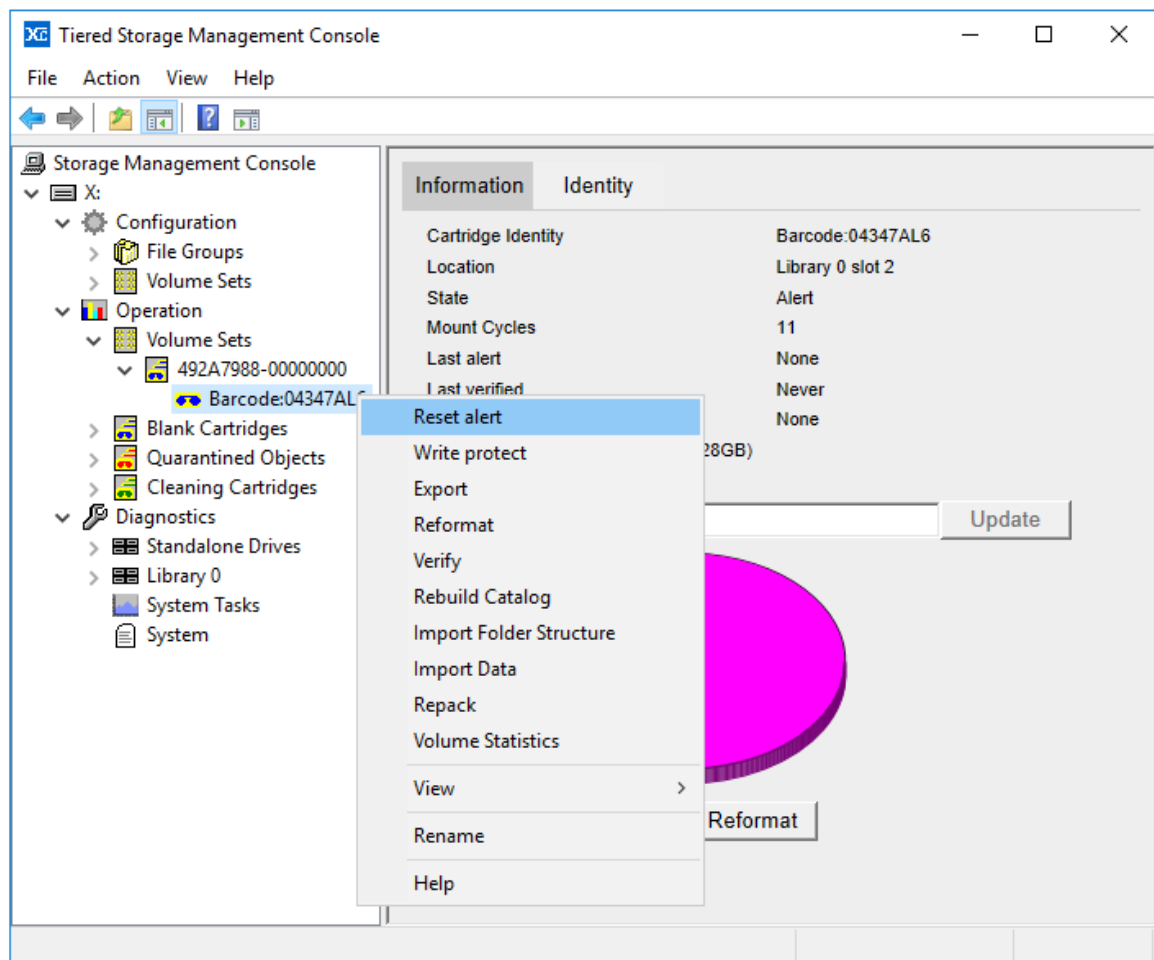 XC Tiered Storage Management Console
File Action View Help
Storage Management Console
X:
Configuration
File Groups
Volume Sets
Operation
Volume Sets
492A7988-00000000
Barcode:04347AL6
Blank Cartridges
Quarantined Objects
Cleaning Cartridges
Diagnostics
Standalone Drives
Library 0
System Tasks
System
Information Identity
Cartridge Identity Barcode:04347AL6
Location Library 0 slot 2
State Alert
Mount Cycles 11
Last alert None
Last verified Never
None
28GB)
Update
Reformat
Reset alert
Write protect
Export
Reformat
Verify
Rebuild Catalog
Import Folder Structure
Import Data
Repack
Volume Statistics
View
Rename
Help